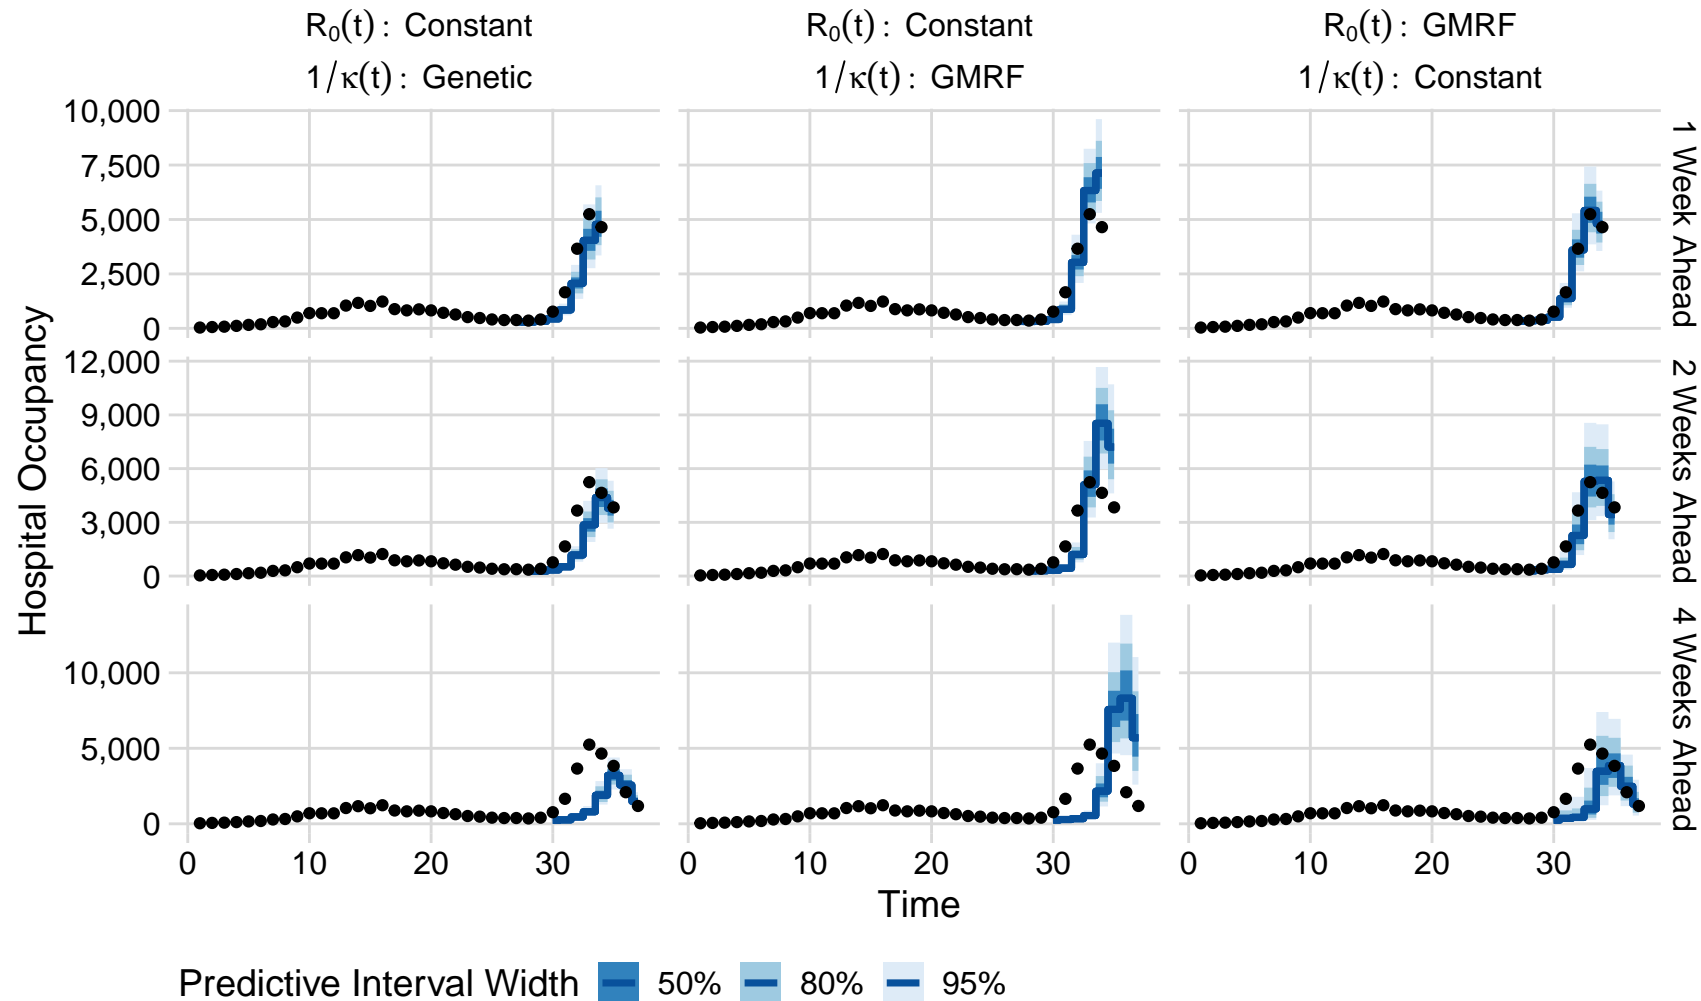 R₀(t) : Constant
1/κ(t) : Genetic
R₀(t) : Constant
1/κ(t) : GMRF
R₀(t) : GMRF
1/κ(t) : Constant
10,000
7,500
5,000
2,500
0
1 Week Ahead
12,000
9,000
6,000
3,000
0
2 Weeks Ahead
10,000
5,000
0
4 Weeks Ahead
Hospital Occupancy
0 10 20 30
0 10 20 30
0 10 20 30
Time
Predictive Interval Width 50% 80% 95%